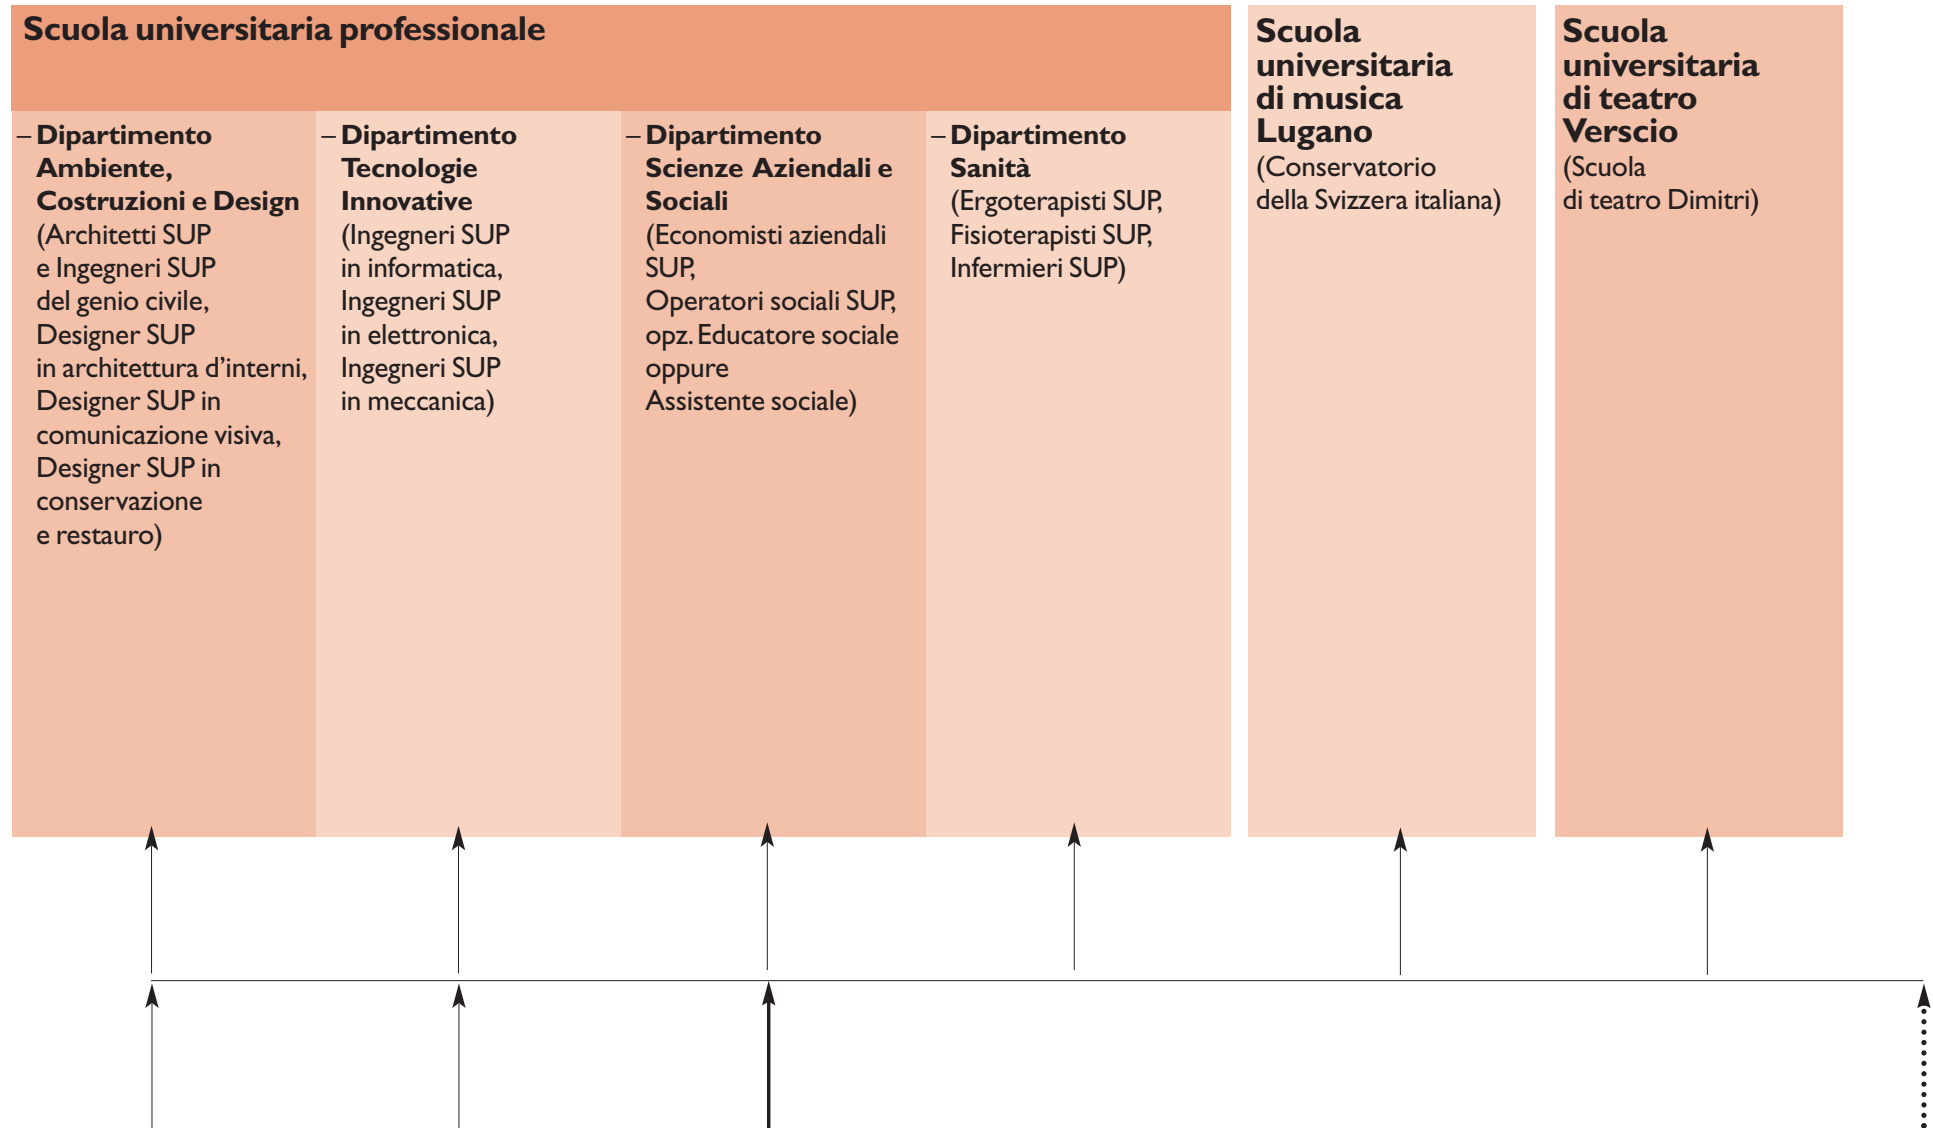 Scuola universitaria professionale
– Dipartimento
Ambiente,
Costruzioni e Design
(Architetti SUP
e Ingegneri SUP
del genio civile,
Designer SUP
in architettura d’interni,
Designer SUP in
comunicazione visiva,
Designer SUP in
conservazione
e restauro)
– Dipartimento
Tecnologie
Innovative
(Ingegneri SUP
in informatica,
Ingegneri SUP
in elettronica,
Ingegneri SUP
in meccanica)
– Dipartimento
Scienze Aziendali e
Sociali
(Economisti aziendali
SUP,
Operatori sociali SUP,
opz. Educatore sociale
oppure
Assistente sociale)
– Dipartimento
Sanità
(Ergoterapisti SUP,
Fisioterapisti SUP,
Infermieri SUP)
Scuola
universitaria
di musica
Lugano
(Conservatorio
della Svizzera italiana)
Scuola
universitaria
di teatro
Verscio
(Scuola
di teatro Dimitri)